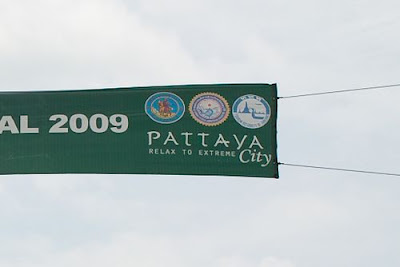 AL 2009
PATTAYA
RELAX TO EXTREME City